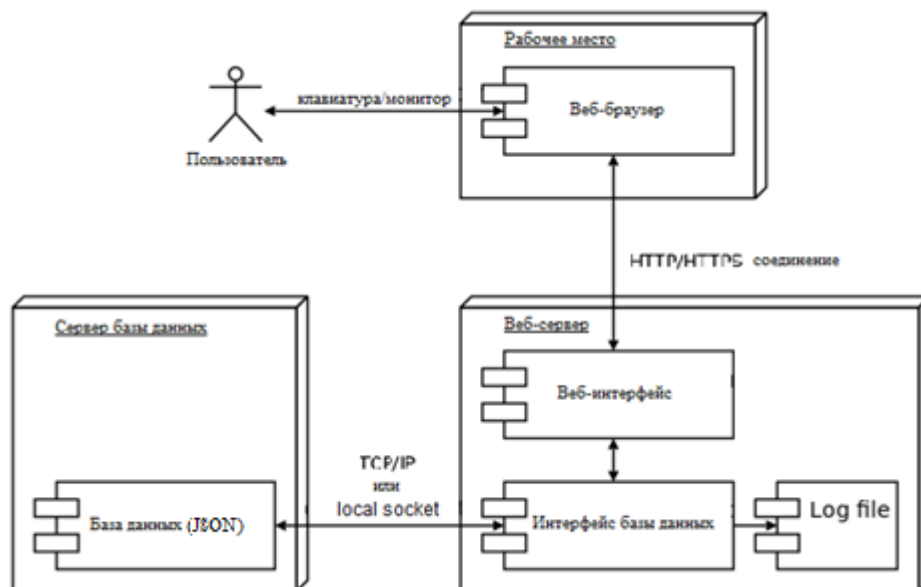 Рабочее место
Веб-браузер
клавиатура/монитор
Пользователь
HTTP/HTTPS соединение
Сервер базы данных
Веб-сервер
Веб-интерфейс
TCP/IP
или
local socket
База данных (JSON)
Интерфейс базы данных
Log file